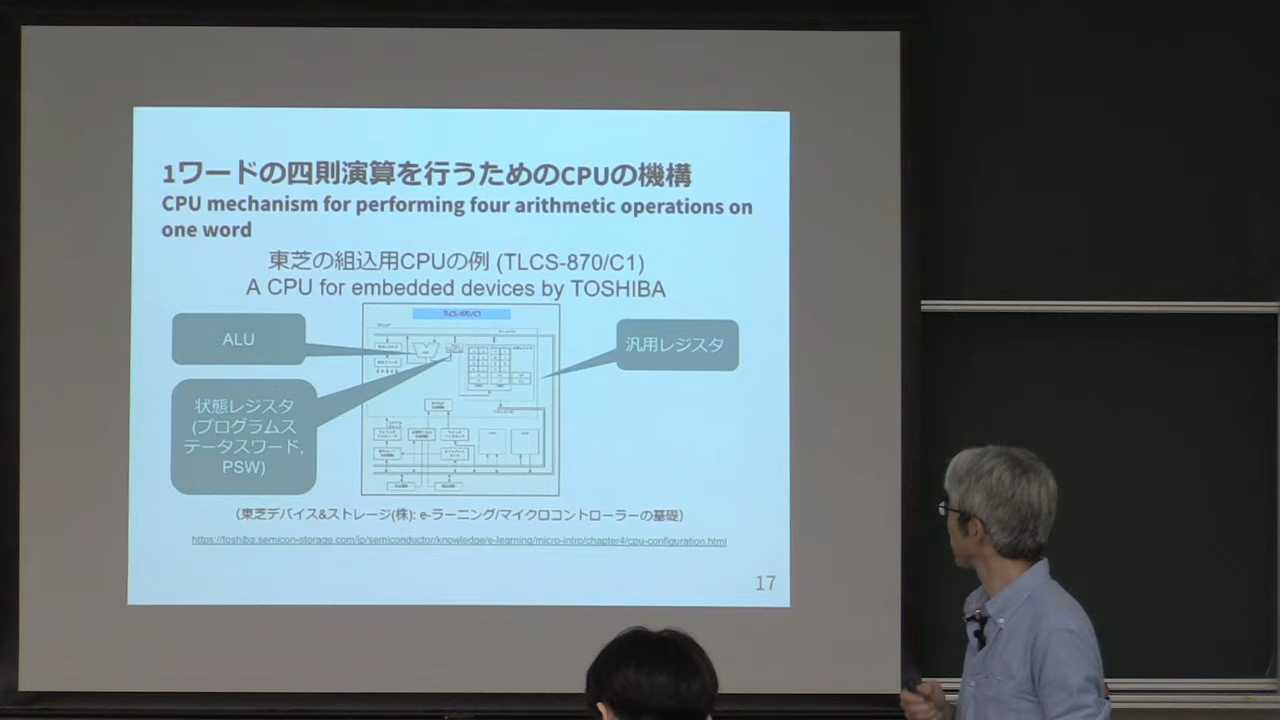 1ワードの四則演算を行うためのCPUの機構
CPU mechanism for performing four arithmetic operations on
one word
東芝の組込用CPUの例 (TLCS-870/C1)
A CPU for embedded devices by TOSHIBA
TLCS-870/C1
ALU
汎用レジスタ
状態レジスタ
(プログラムス
テータスワード,
PSW)
(東芝デバイス&ストレージ(株): e-ラーニング/マイクロコントローラーの基礎)
https://toshiba.semicon-storage.com/jp/semiconductor/knowledge/e-learning/micro-intro/chapter4/cpu-configuration.html
17